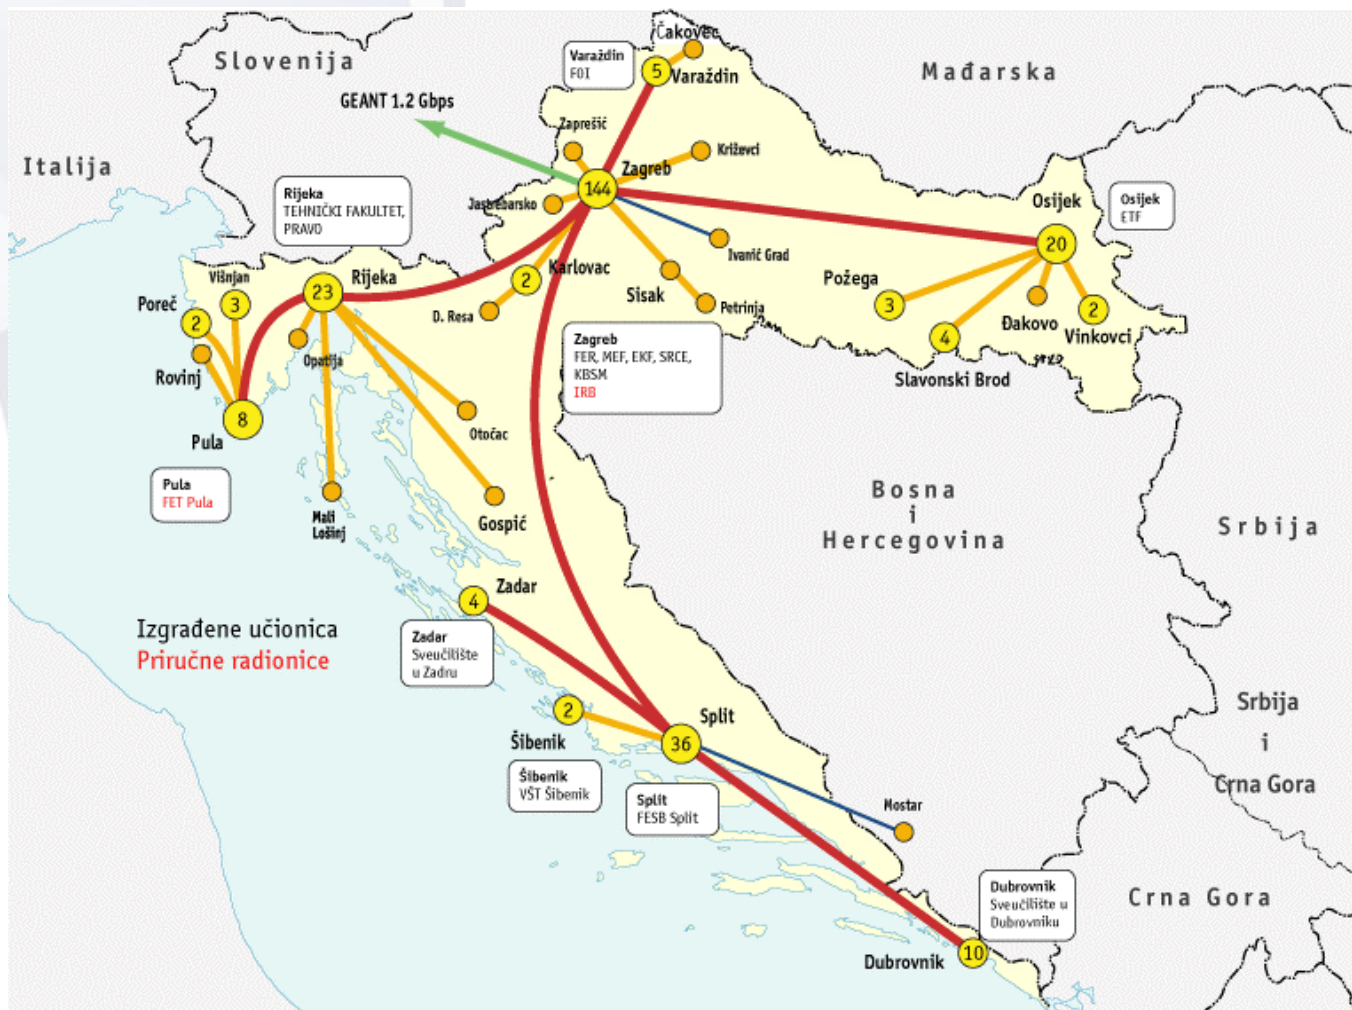 Čakovec
Slovenija
Varaždin
FOI
5
Varaždin
Mađarska
GEANT 1.2 Gbps
Zaprešić
Križevci
Italija
Zagreb
144
Rijeka
TEHNIČKI FAKULTET,
PRAVO
Jastrebarsko
Osijek
Osijek
ETF
20
Ivanić Grad
Višnjan
Rijeka
Karlovac
2
Požega
23
Poreč
3
Sisak
3
2
D. Resa
Petrinja
Đakovo
2
Vinkovci
4
Zagreb
FER, MEF, EKF, SRCE,
KBSM
IRB
Opatija
Rovinj
Slavonski Brod
8
Otočac
Pula
Pula
FET Pula
Bosna
i
Hercegovina
Mali
Lošinj
Gospić
Srbija
Zadar
4
Izgrađene učionica
Priručne radionice
Zadar
Sveučilište
u Zadru
Srbija
i
Crna Gora
2
Split
36
Šibenik
Šibenik
VŠT Šibenik
Split
FESB Split
Mostar
Dubrovnik
Sveučilište u
Dubrovniku
Crna Gora
Dubrovnik
10